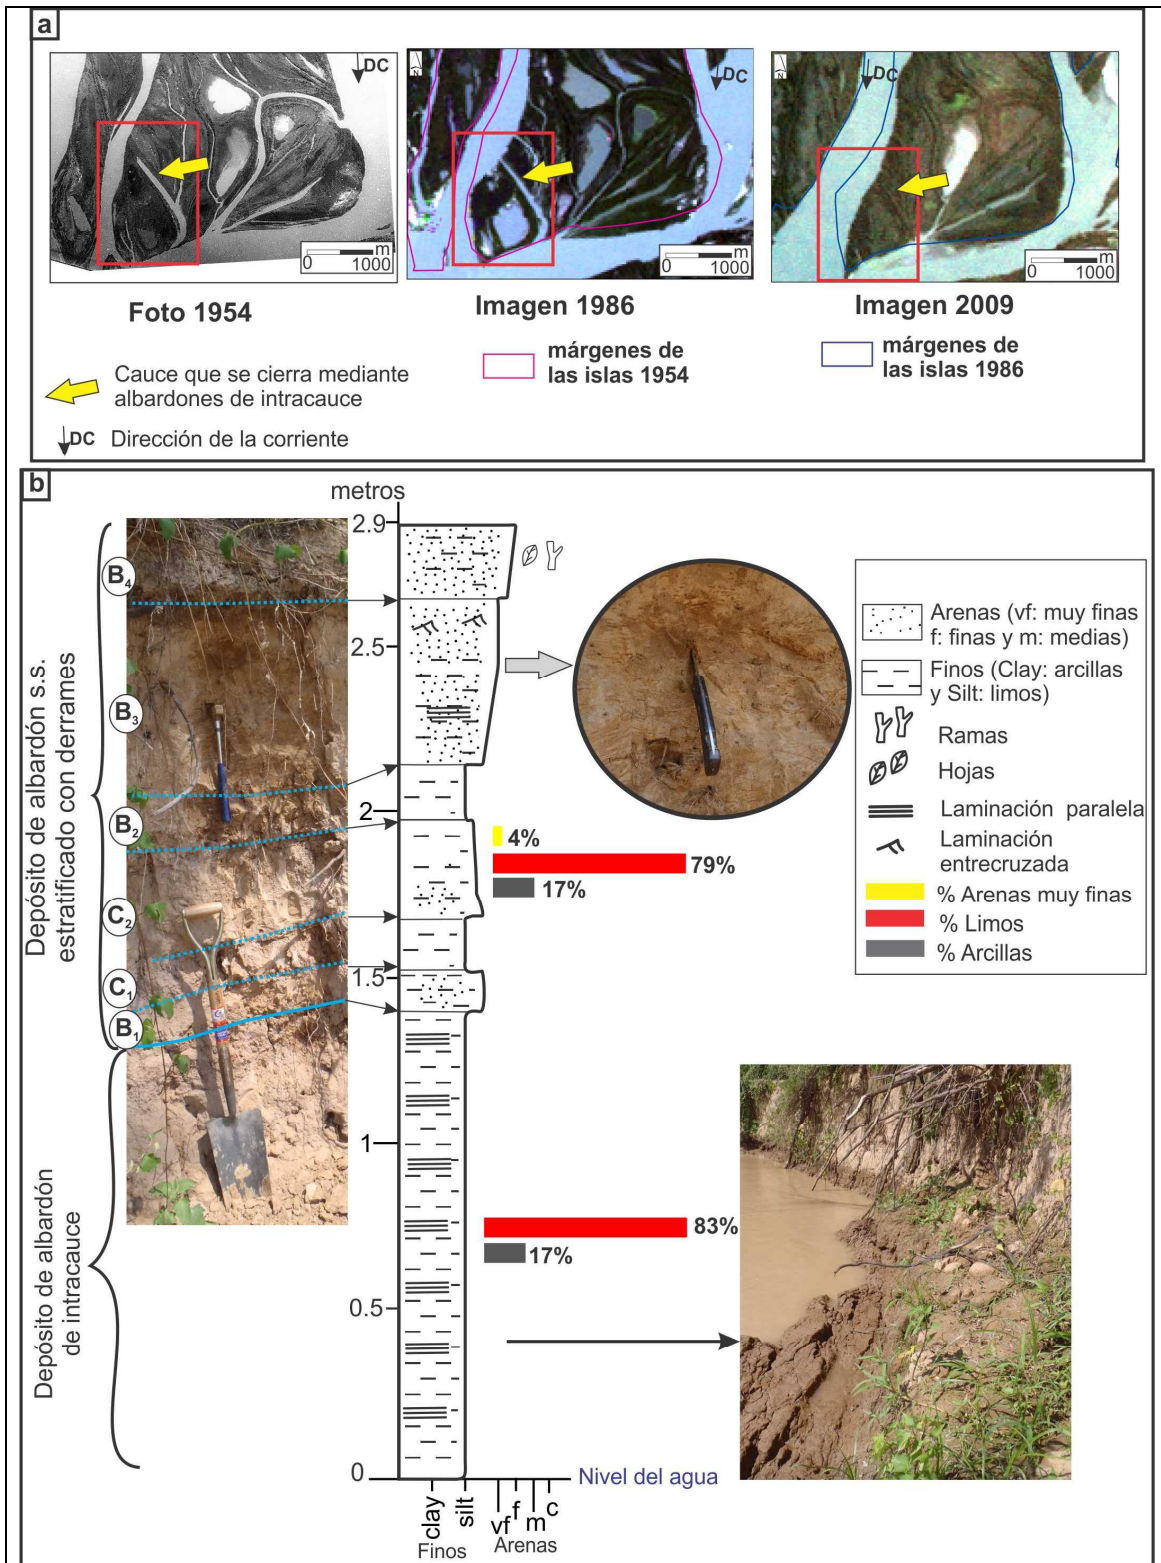 a
DC
m
0 1000
Foto 1954
N
DC
m
0 1000
Imagen 1986
N
DC
m
0 1000
Imagen 2009
márgenes de
las islas 1954
márgenes de
las islas 1986
Cauce que se cierra mediante
albardones de intracauce
DC Dirección de la corriente
b
metros
Depósito de albardón s.s.
estratificado con derrames
Depósito de albardón
de intracauce
B4
B3
B2
C2
C1
B1
2.9
2.5
2
1.5
1
0.5
0
4%
79%
17%
83%
17%
Nivel del agua
clay
silt
vf
f
m
c
Finos
Arenas
Arenas (vf: muy finas
f: finas y m: medias)
Finos (Clay: arcillas
y Silt: limos)
Ramas
Hojas
Laminación paralela
Laminación
entrecruzada
% Arenas muy finas
% Limos
% Arcillas